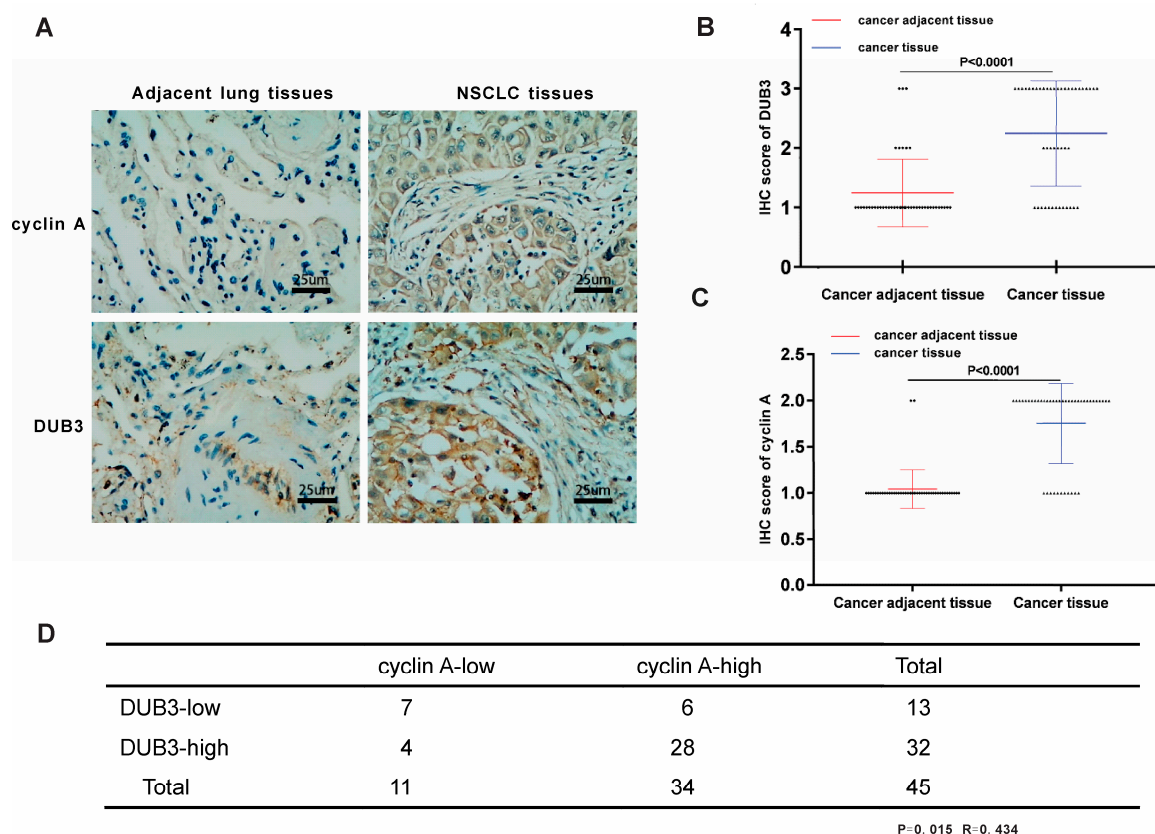 A
Adjacent lung tissues
NSCLC tissues
cyclin A
25um
25um
DUB3
25um
25um
B
cancer adjacent tissue
cancer tissue
P<0.0001
IHC score of DUB3
4
3
2
1
0
Cancer adjacent tissue
Cancer tissue
C
cancer adjacent tissue
cancer tissue
P<0.0001
IHC score of cyclin A
2.5
2.0
1.5
1.0
0.5
0.0
Cancer adjacent tissue
Cancer tissue
D
cyclin A-low cyclin A-high Total
DUB3-low 7 6 13
DUB3-high 4 28 32
Total 11 34 45
P=0. 015 R=0. 434